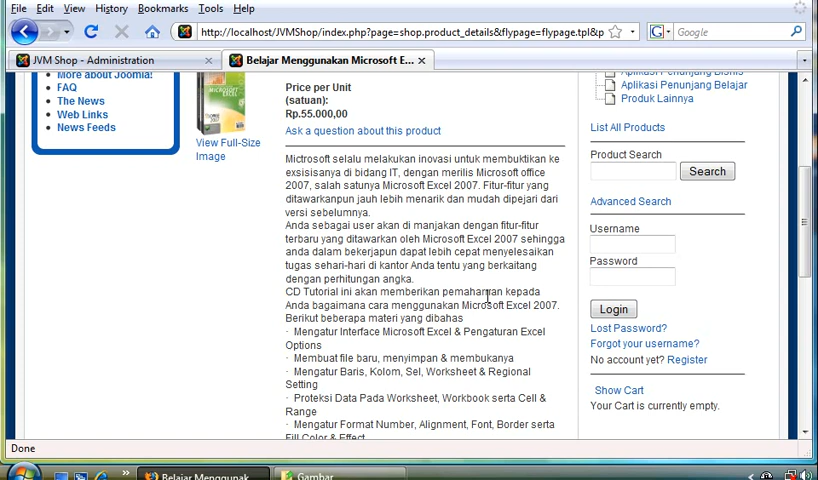 File Edit View History Bookmarks Tools Help
http://localhost/JVMShop/index.php?page=shop.product_details&flypage=flypage.tpl&p
Google
JVM Shop - Administration
Belajar Menggunakan Microsoft E...
More about Joomla!
FAQ
The News
Web Links
News Feeds
View Full-Size
Image
Price per Unit
(satuan):
Rp.55.000,00
Ask a question about this product
Mictrosoft selalu melakukan inovasi untuk membuktikan ke
exsisisanya di bidang IT, dengan merilis Microsoft office
2007, salah satunya Microsoft Excel 2007. Fitur-fitur yang
ditawarkanpun jauh lebih menarik dan mudah dipejari dari
versi sebelumnya.
Anda sebagai user akan di manjakan dengan fitur-fitur
terbaru yang ditawarkan oleh Microsoft Excel 2007 sehingga
anda dalam bekerjapun dapat lebih cepat menyelesaikan
tugas sehari-hari di kantor Anda tentu yang berkaitang
dengan perhitungan angka.
CD Tutorial ini akan memberikan pemahaman kepada
Anda bagaimana cara menggunakan Microsoft Excel 2007.
Berikut beberapa materi yang dibahas
· Mengatur Interface Microsoft Excel & Pengaturan Excel
Options
· Membuat file baru, menyimpan & membukanya
· Mengatur Baris, Kolom, Sel, Worksheet & Regional
Setting
· Proteksi Data Pada Worksheet, Workbook serta Cell &
Range
· Mengatur Format Number, Alignment, Font, Border serta
Fill Color & Effect
Aplikasi Penunjang Bisnis
Aplikasi Penunjang Belajar
Produk Lainnya
List All Products
Product Search
Search
Advanced Search
Username
Password
Login
Lost Password?
Forgot your username?
No account yet? Register
Show Cart
Your Cart is currently empty.
Done
Belajar Menggunak...
Gambar